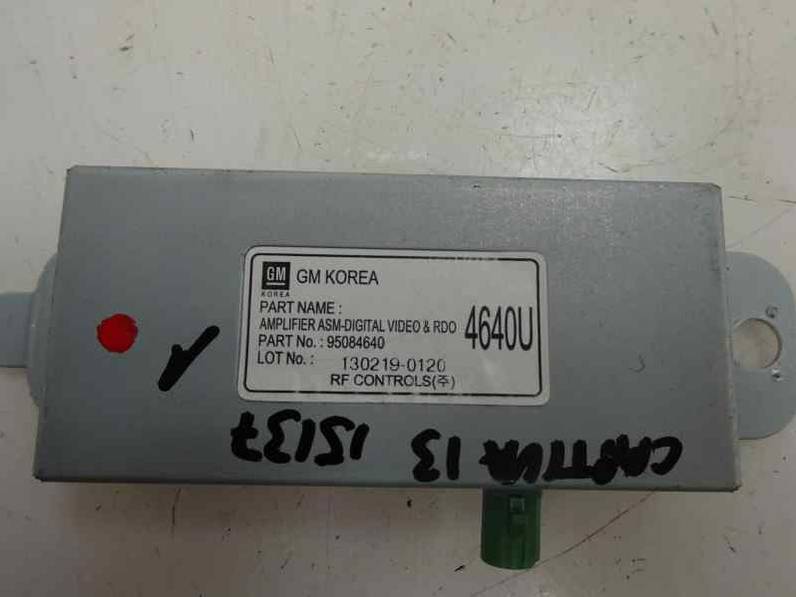 GM
KOREA
GM KOREA
PART NAME :
AMPLIFIER ASM-DIGITAL VIDEO & RDO
4640U
PART No. : 95084640
LOT No. : 130219-0120
RF CONTROLS(주)
1
CAPTIVA 13 15137